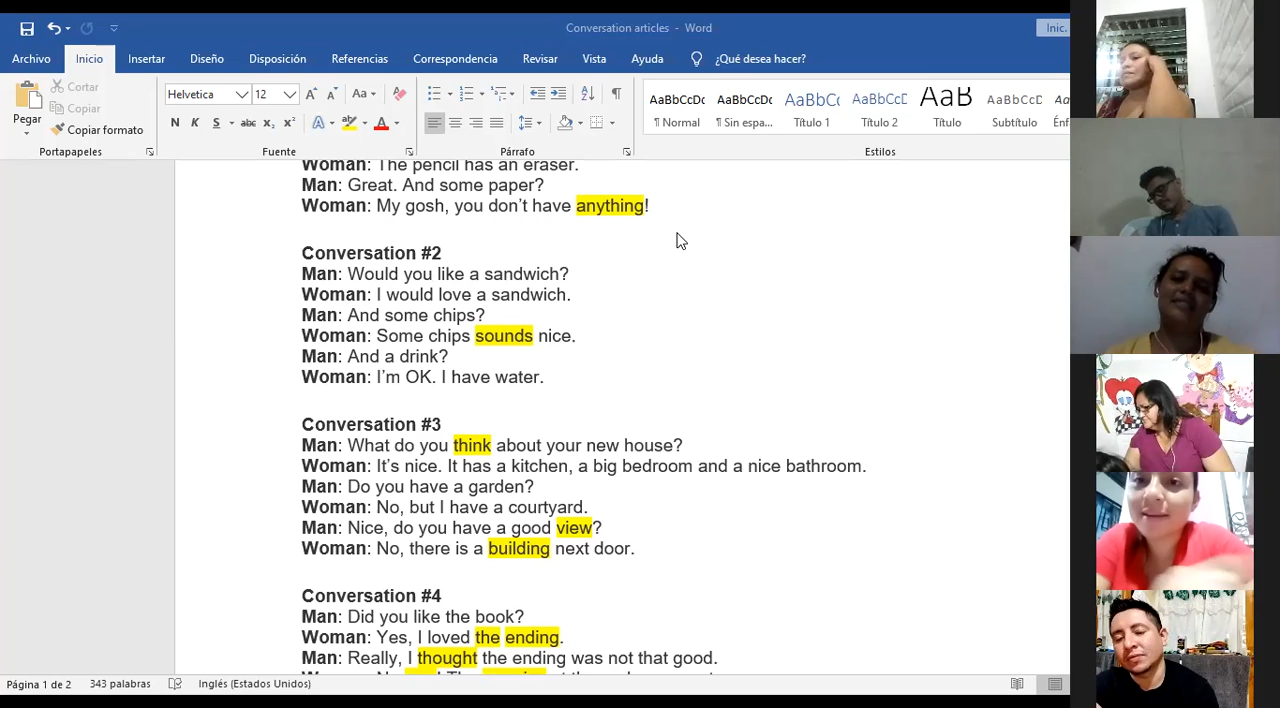 Conversation articles - Word
Inic.
Archivo Inicio Insertar Diseño Disposición Referencias Correspondencia Revisar Vista Ayuda ¿Qué desea hacer?
Pegar
Cortar
Copiar
Copiar formato
Portapapeles
Helvetica 12
Fuente
Párrafo
AaBbCcDc AaBbCcDc AaBbC AaBbCcD AaB AaBbCcD
¶ Normal ¶ Sin espa... Título 1 Título 2 Título Subtítulo Én
Estilos
Woman: The pencil has an eraser.
Man: Great. And some paper?
Woman: My gosh, you don't have anything!
Conversation #2
Man: Would you like a sandwich?
Woman: I would love a sandwich.
Man: And some chips?
Woman: Some chips sounds nice.
Man: And a drink?
Woman: I'm OK. I have water.
Conversation #3
Man: What do you think about your new house?
Woman: It's nice. It has a kitchen, a big bedroom and a nice bathroom.
Man: Do you have a garden?
Woman: No, but I have a courtyard.
Man: Nice, do you have a good view?
Woman: No, there is a building next door.
Conversation #4
Man: Did you like the book?
Woman: Yes, I loved the ending.
Man: Really, I thought the ending was not that good.
Página 1 de 2 343 palabras Inglés (Estados Unidos)